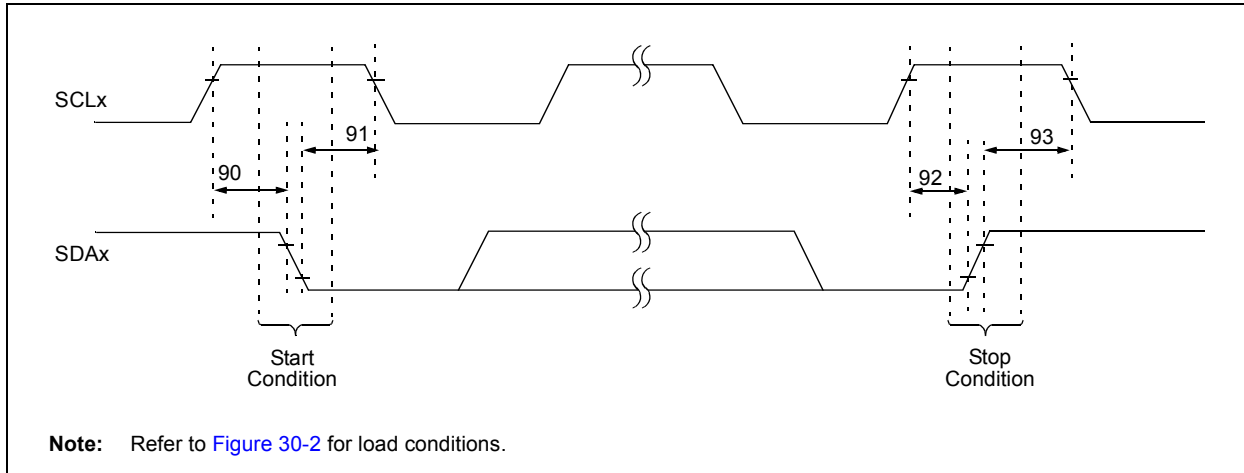 SCLx
91
93
90
92
SDAx
Start
Condition
Stop
Condition
Note: Refer to Figure 30-2 for load conditions.